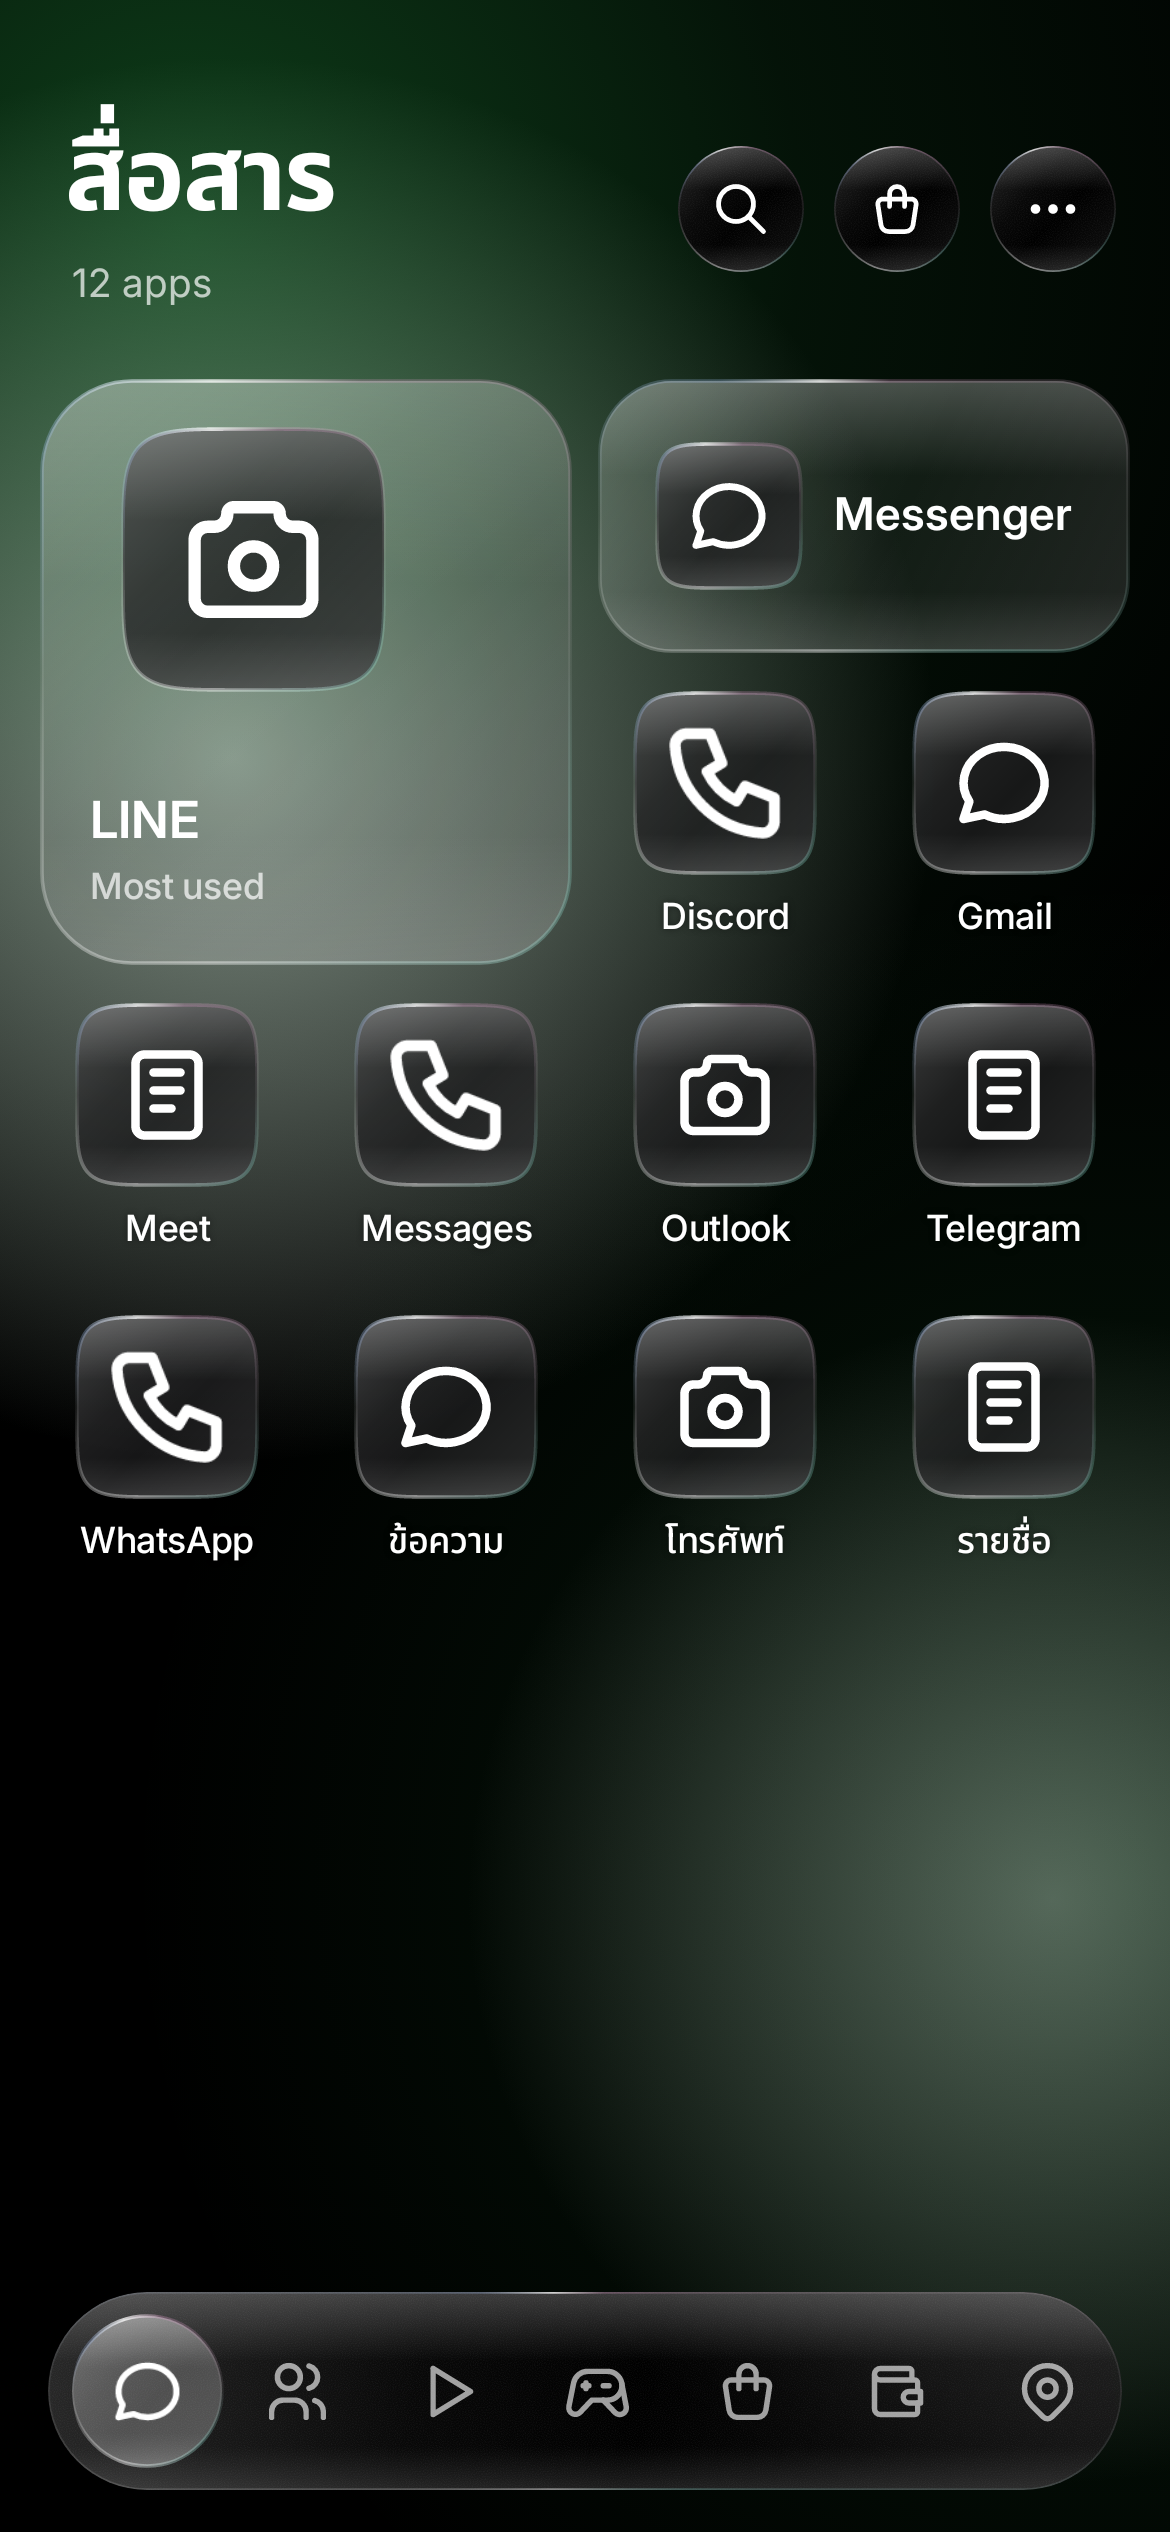 สื่อสาร
12 apps
LINE
Most used
Messenger
Discord
Gmail
Meet
Messages
Outlook
Telegram
WhatsApp
ข้อความ
โทรศัพท์
รายชื่อ